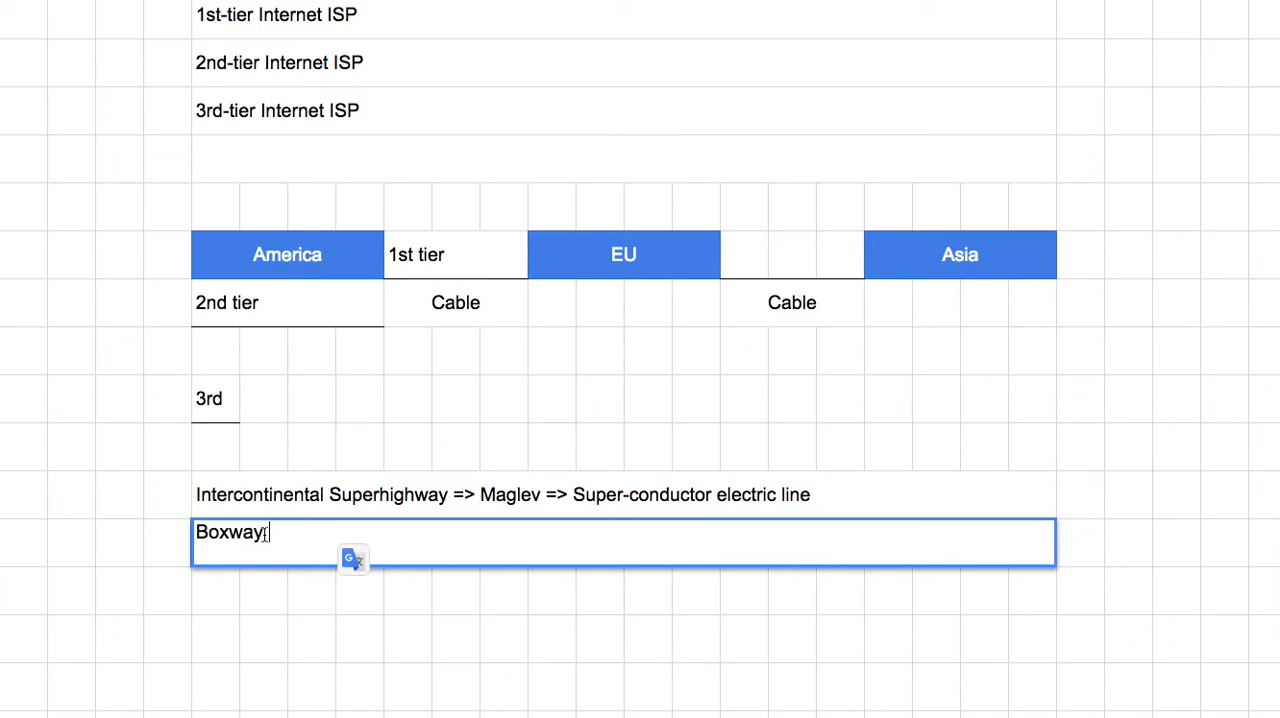 1st-tier Internet ISP
2nd-tier Internet ISP
3rd-tier Internet ISP
America 1st tier EU Asia
2nd tier Cable Cable
3rd
Intercontinental Superhighway => Maglev => Super-conductor electric line
Boxway